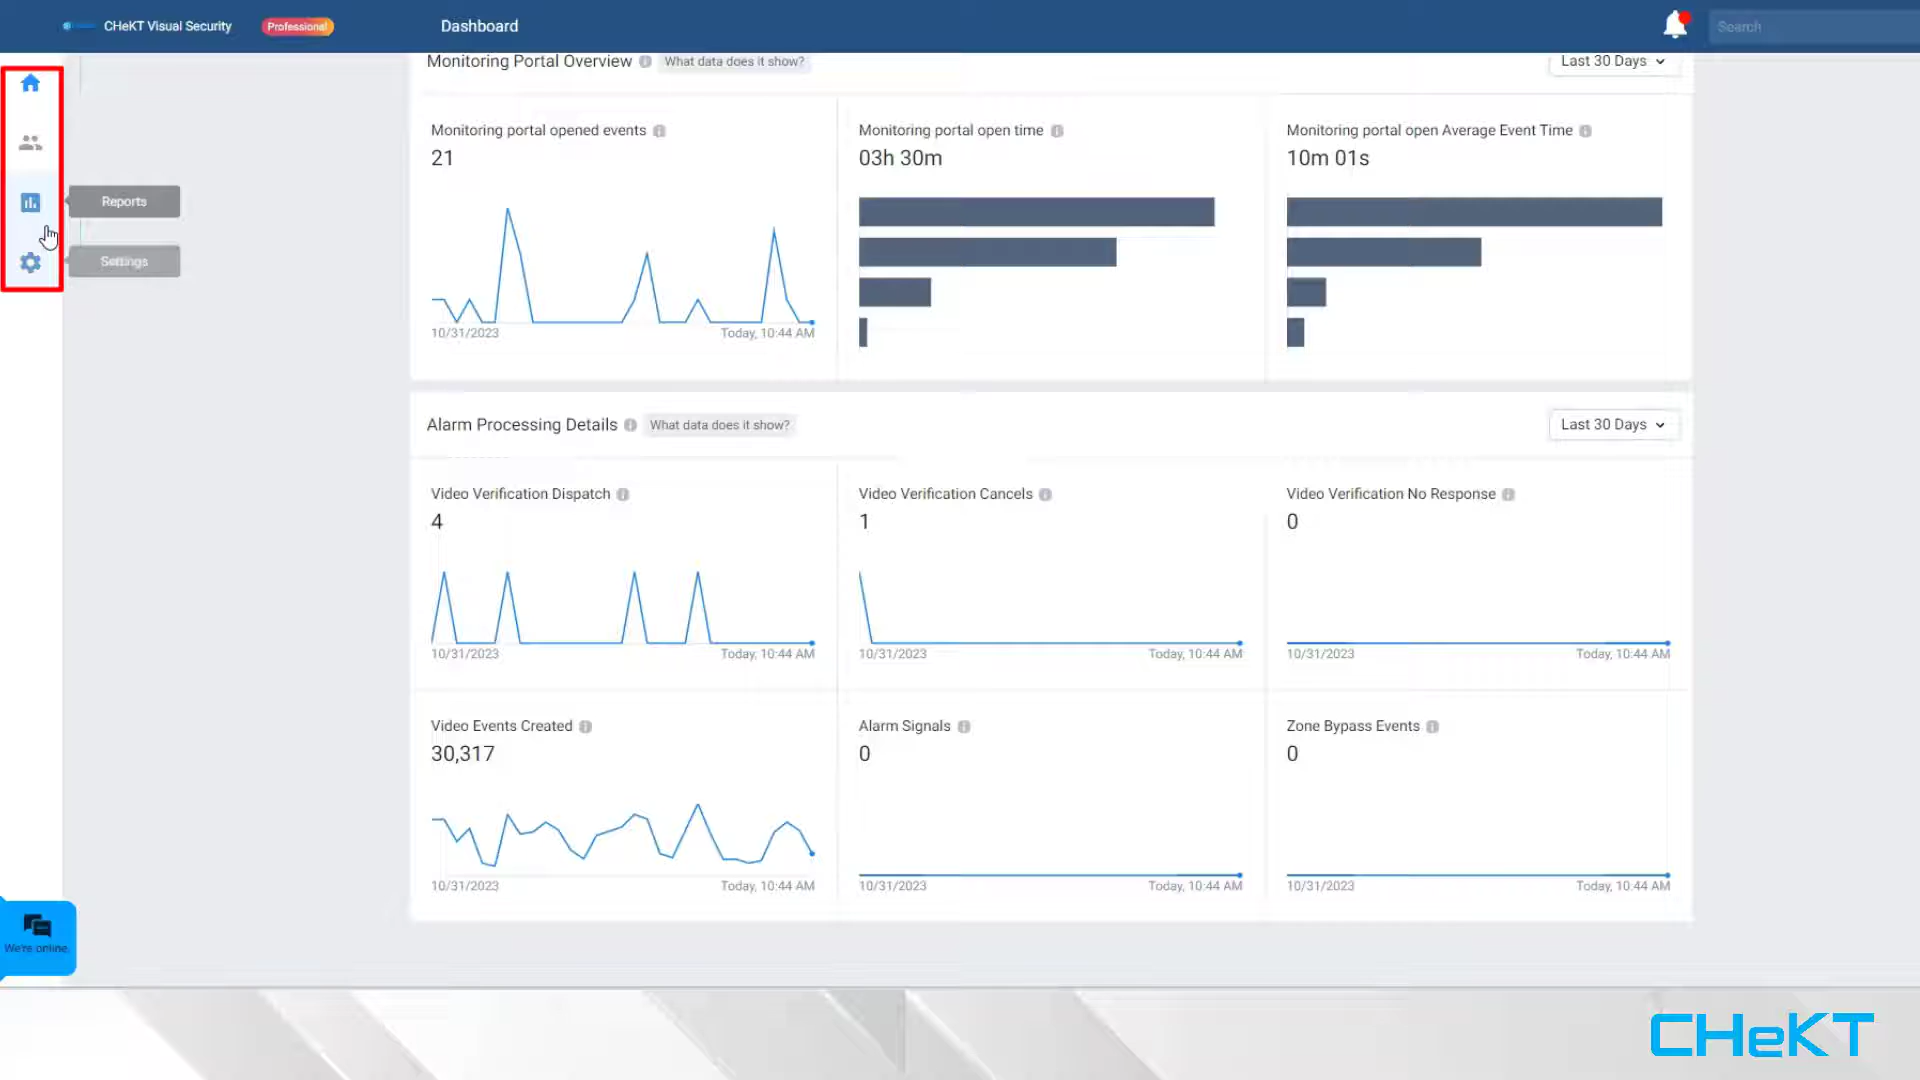 CHeKT Visual Security
Professional
Dashboard
Search
Monitoring Portal Overview
What data does it show?
Last 30 Days
Monitoring portal opened events
21
10/31/2023
Today, 10:44 AM
Monitoring portal open time
03h 30m
Monitoring portal open Average Event Time
10m 01s
Reports
Settings
Alarm Processing Details
What data does it show?
Last 30 Days
Video Verification Dispatch
4
10/31/2023
Today, 10:44 AM
Video Verification Cancels
1
10/31/2023
Today, 10:44 AM
Video Verification No Response
0
10/31/2023
Today, 10:44 AM
Video Events Created
30,317
10/31/2023
Today, 10:44 AM
Alarm Signals
0
10/31/2023
Today, 10:44 AM
Zone Bypass Events
0
10/31/2023
Today, 10:44 AM
We're online.
CHeKT